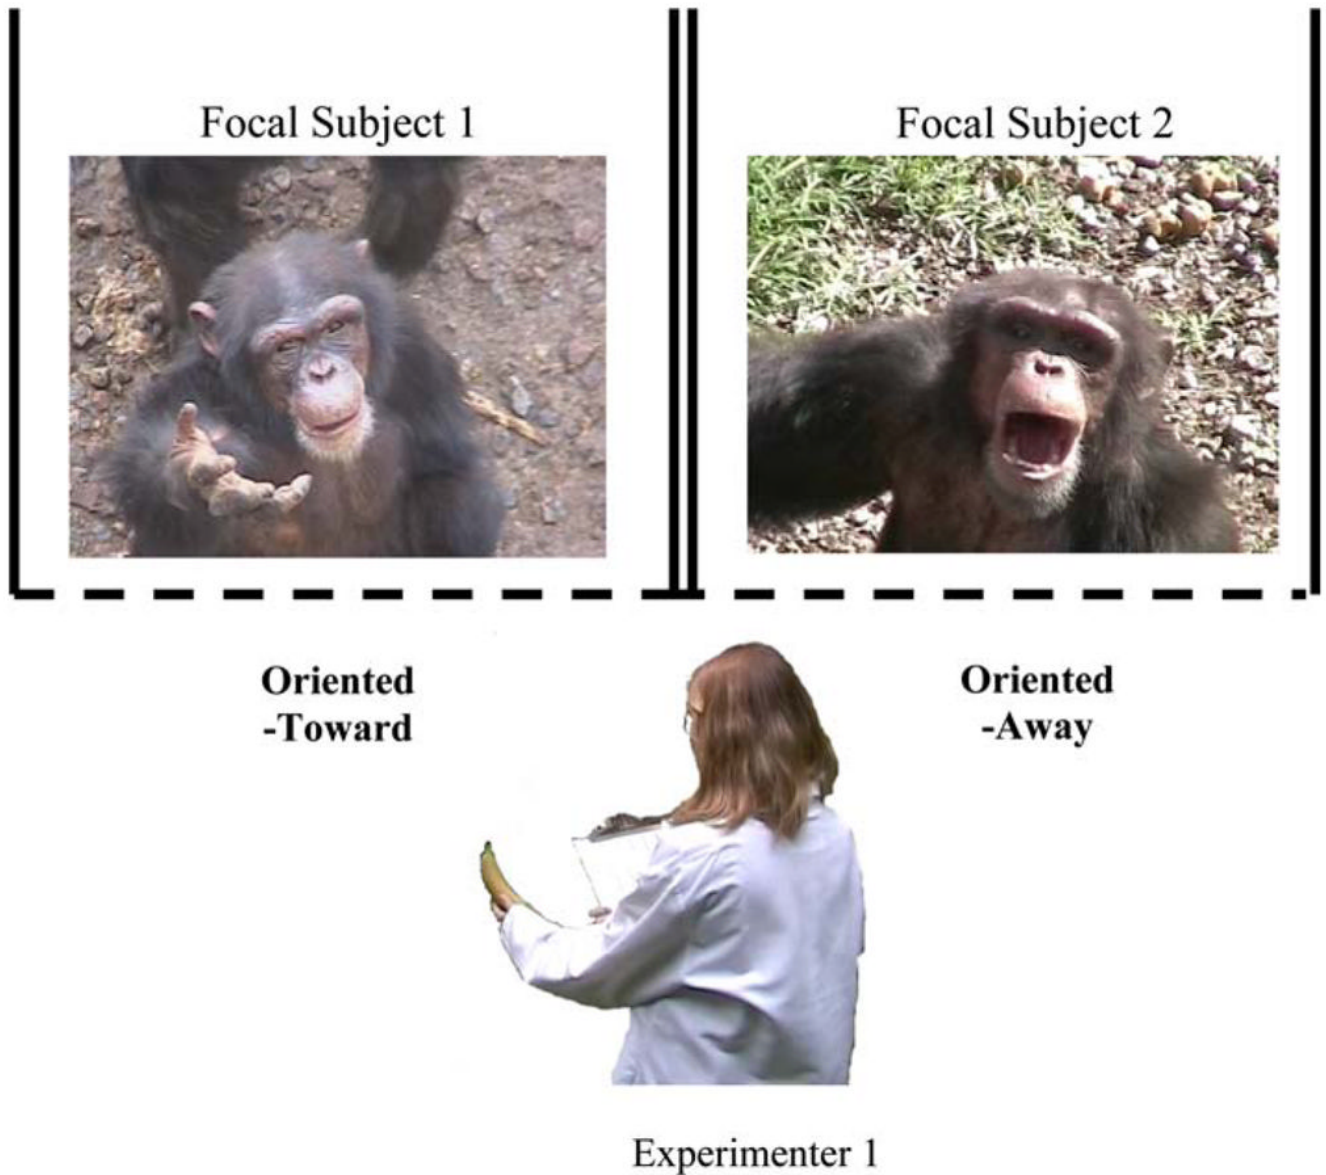 Focal Subject 1
Focal Subject 2
Oriented
-Toward
Oriented
-Away
Experimenter 1